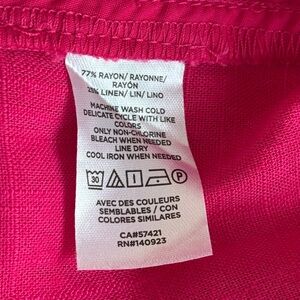 77% RAYON/ RAYONNE/
RAYÓN
LINEN/ LIN/ LINO
MACHINE WASH COLD
DELICATE CYCLE WITH LIKE
COLORS
ONLY NON-CHLORINE
BLEACH WHEN NEEDED
LINE DRY
COOL IRON WHEN NEEDED
30 P
AVEC DES COULEURS
SEMBLABLES / CON
COLORES SIMILARES
CA#57421
RN#140923